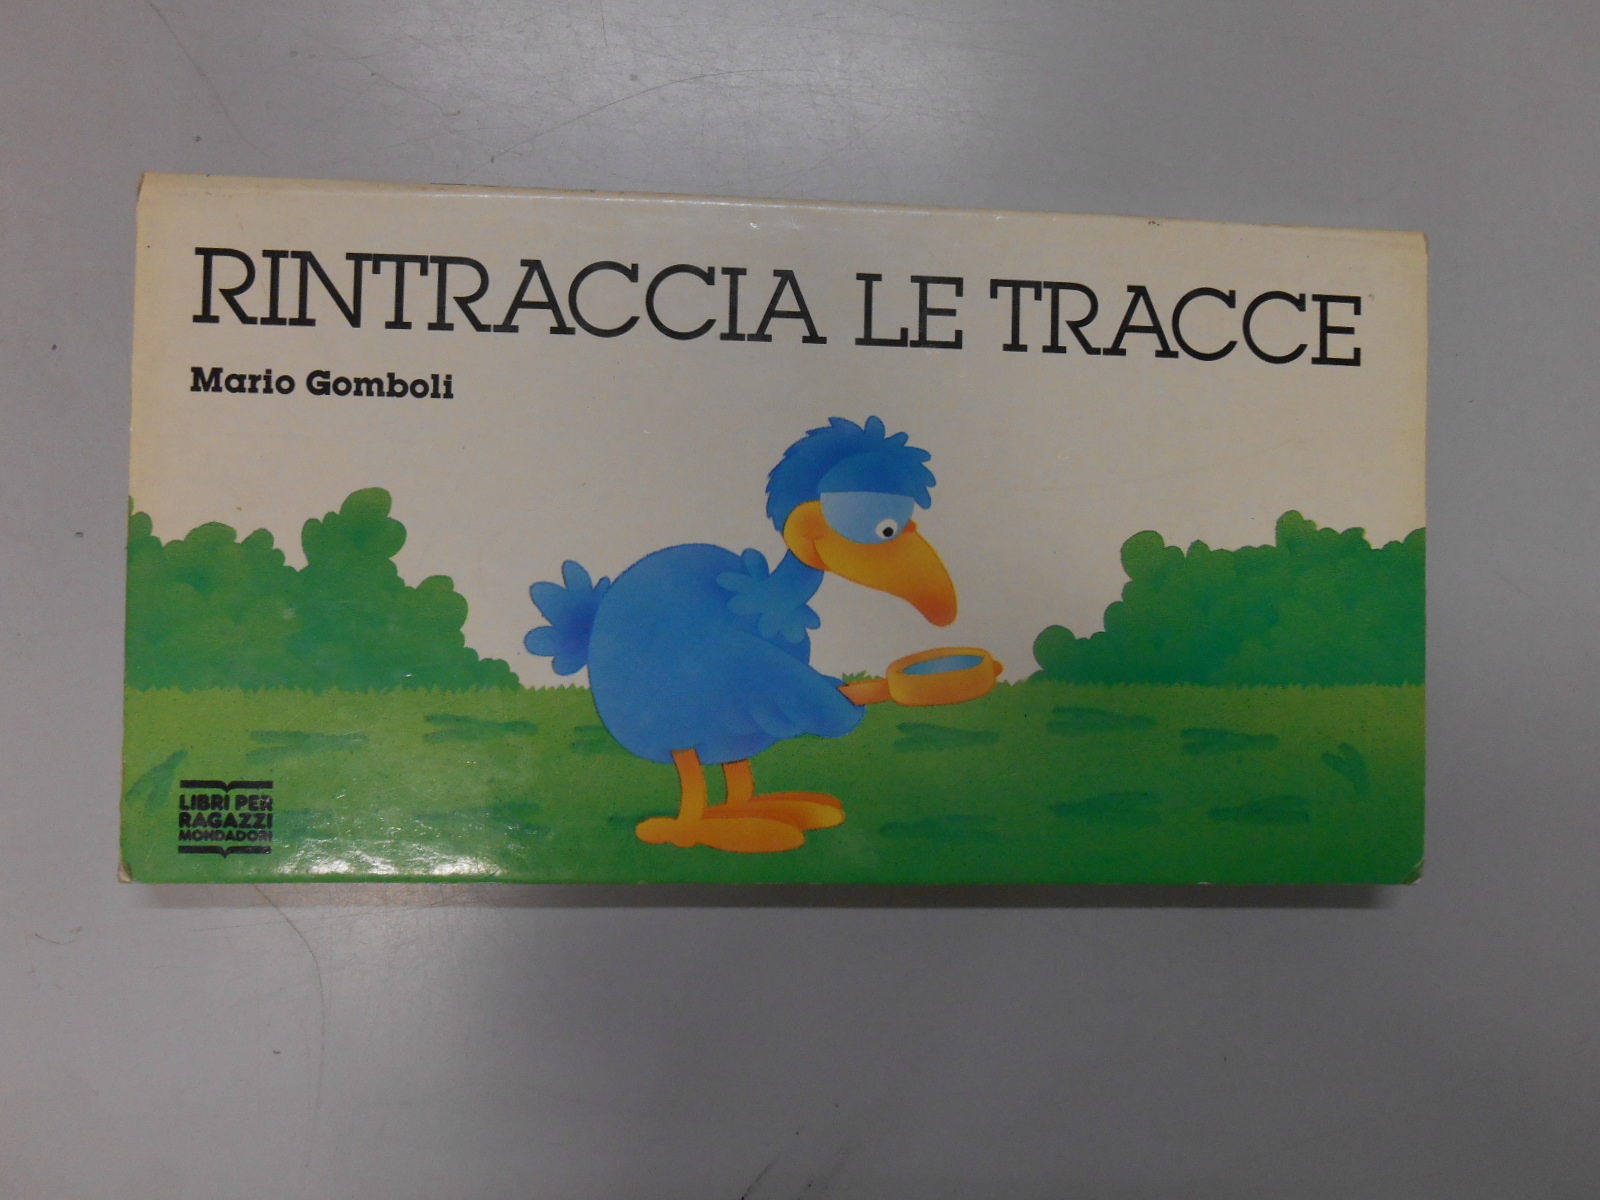 RINTRACCIA LE TRACCE
Mario Gomboli
LIBRI PER
RAGAZZI
MONDADORI